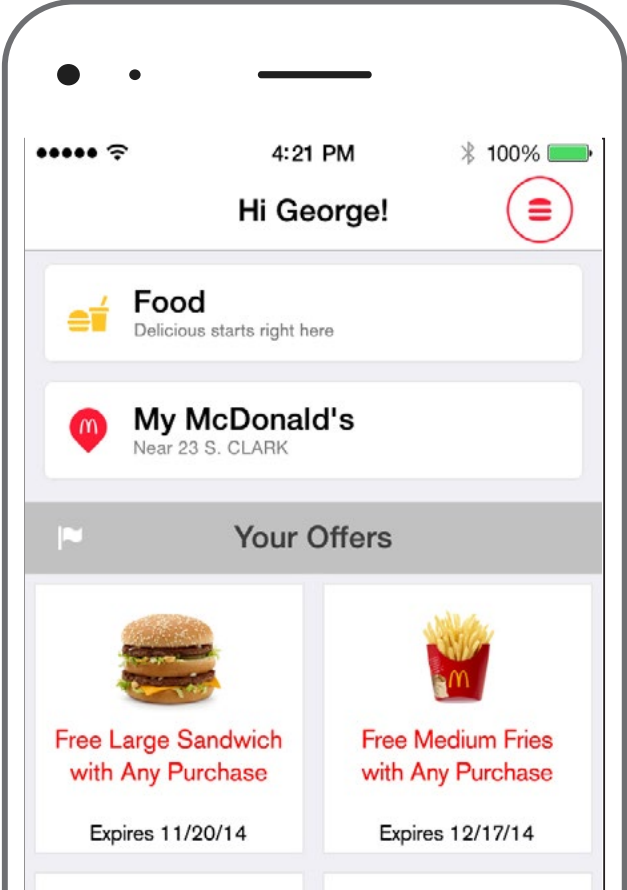 4:21 PM
100%
Hi George!
Food
Delicious starts right here
My McDonald's
Near 23 S. CLARK
Your Offers
Free Large Sandwich
with Any Purchase
Expires 11/20/14
Free Medium Fries
with Any Purchase
Expires 12/17/14